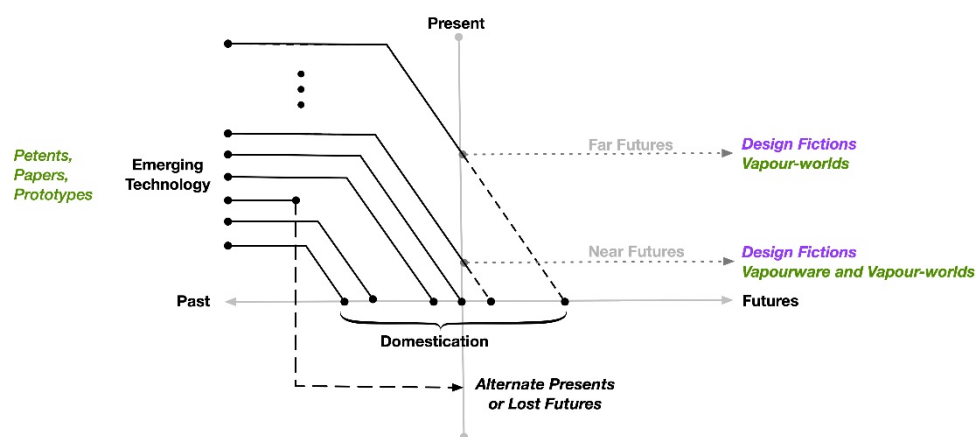 Present
Far Futures
Design Fictions
Vapour-worlds
Petents,
Papers,
Prototypes
Emerging
Technology
Near Futures
Design Fictions
Vapourware and Vapour-worlds
Past
Futures
Domestication
Alternate Presents
or Lost Futures